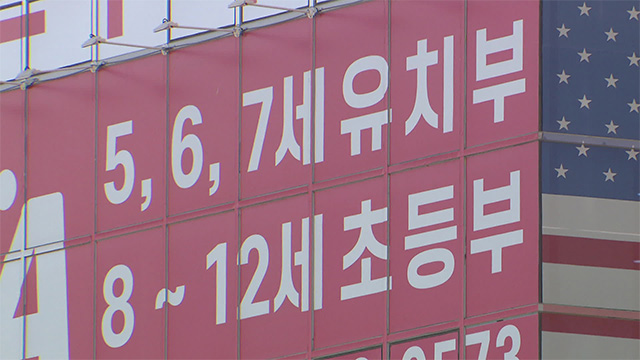 5, 6, 7세 유치부
8~12세 초등부